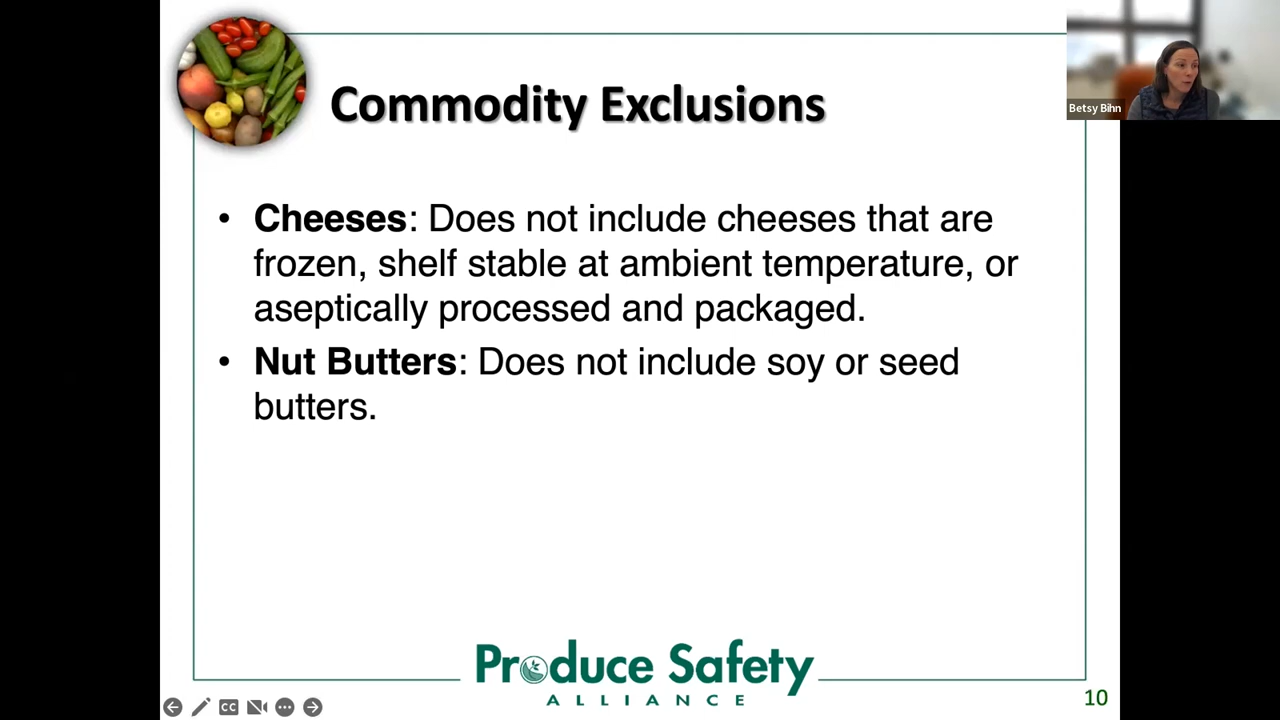 Commodity Exclusions
Betsy Bihn
• Cheeses: Does not include cheeses that are
frozen, shelf stable at ambient temperature, or
aseptically processed and packaged.
• Nut Butters: Does not include soy or seed
butters.
Produce Safety
ALLIANCE
CC
10